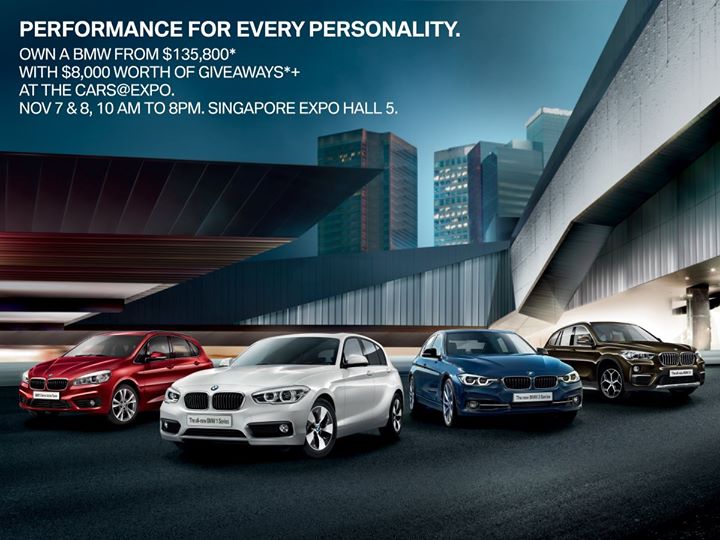 PERFORMANCE FOR EVERY PERSONALITY.
OWN A BMW FROM $135,800*
WITH $8,000 WORTH OF GIVEAWAYS*+
AT THE CARS@EXPO.
NOV 7 & 8, 10 AM TO 8PM. SINGAPORE EXPO HALL 5.
The all-new BMW 1 Series
The all-new BMW 3 Series